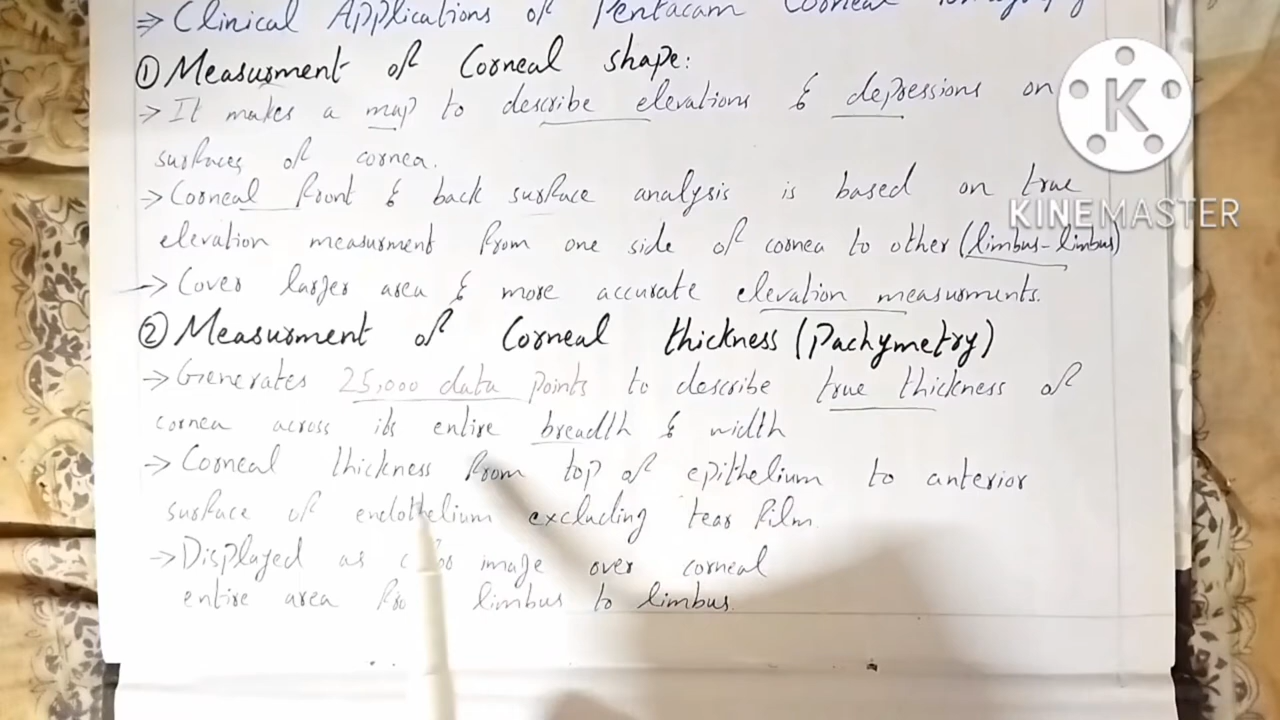 ⇒ Clinical Applications of Pentacam Corneal
① Measurment of Corneal shape:
→ It makes a map to describe elevations & depressions on
surfaces of cornea.
→ Corneal front & back surface analysis is based on true
elevation measurment from one side of cornea to other (limbus-limbus)
→ Cover larger area & more accurate elevation measurments.
② Measurment of Corneal thickness (Pachymetry)
→ Generates 25,000 data points to describe true thickness of
cornea across its entire breadth & width
→ Corneal thickness from top of epithelium to anterior
surface of endothelium excluding tear film.
→ Displayed as image over corneal
entire area limbus to limbus.
K
KINEMASTER